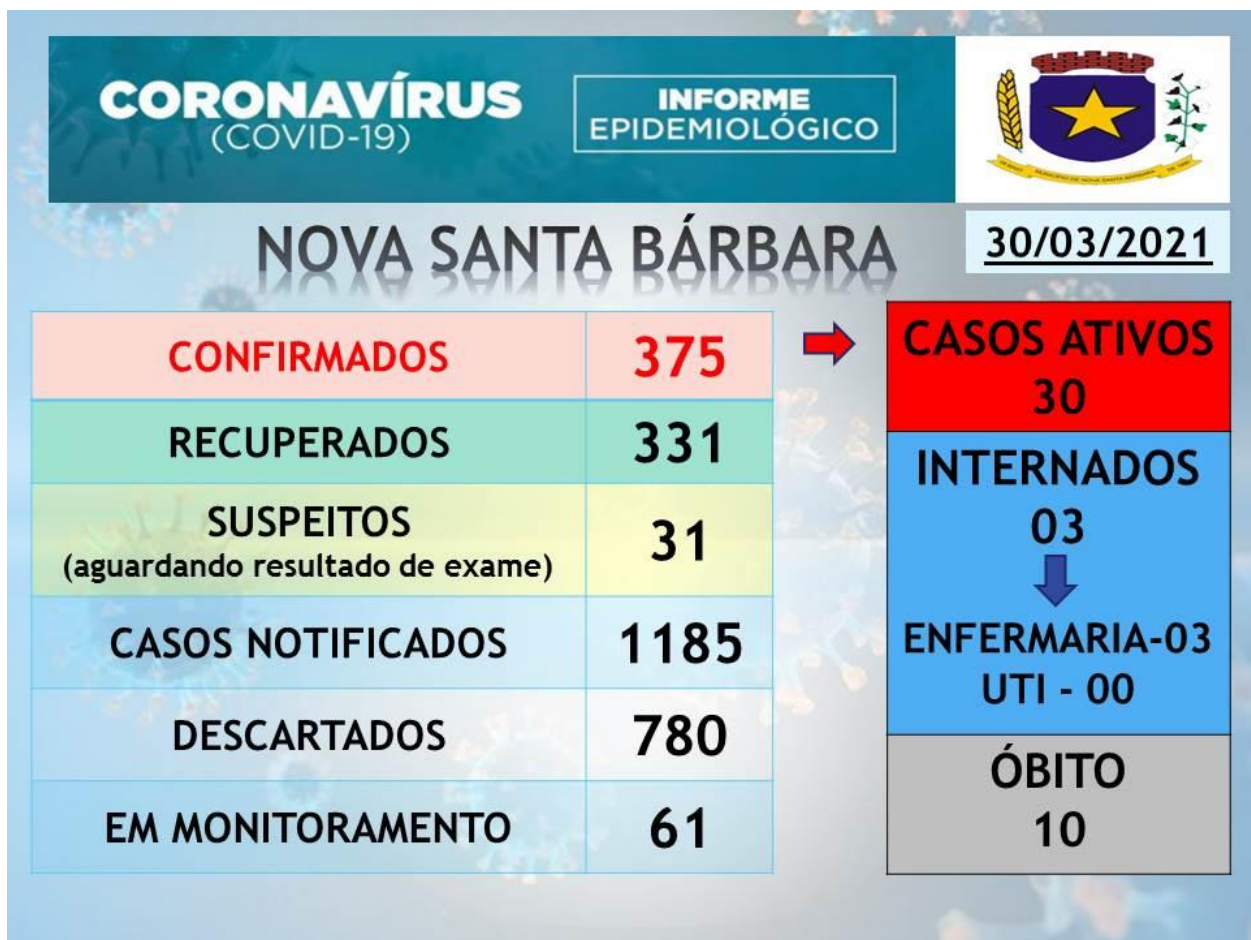 CORONAVÍRUS
(COVID-19)
INFORME
EPIDEMIOLÓGICO
NOVA SANTA BÁRBARA
30/03/2021
CONFIRMADOS 375
RECUPERADOS 331
SUSPEITOS
(aguardando resultado de exame) 31
CASOS NOTIFICADOS 1185
DESCARTADOS 780
EM MONITORAMENTO 61
CASOS ATIVOS
30
INTERNADOS
03
ENFERMARIA-03
UTI - 00
ÓBITO
10